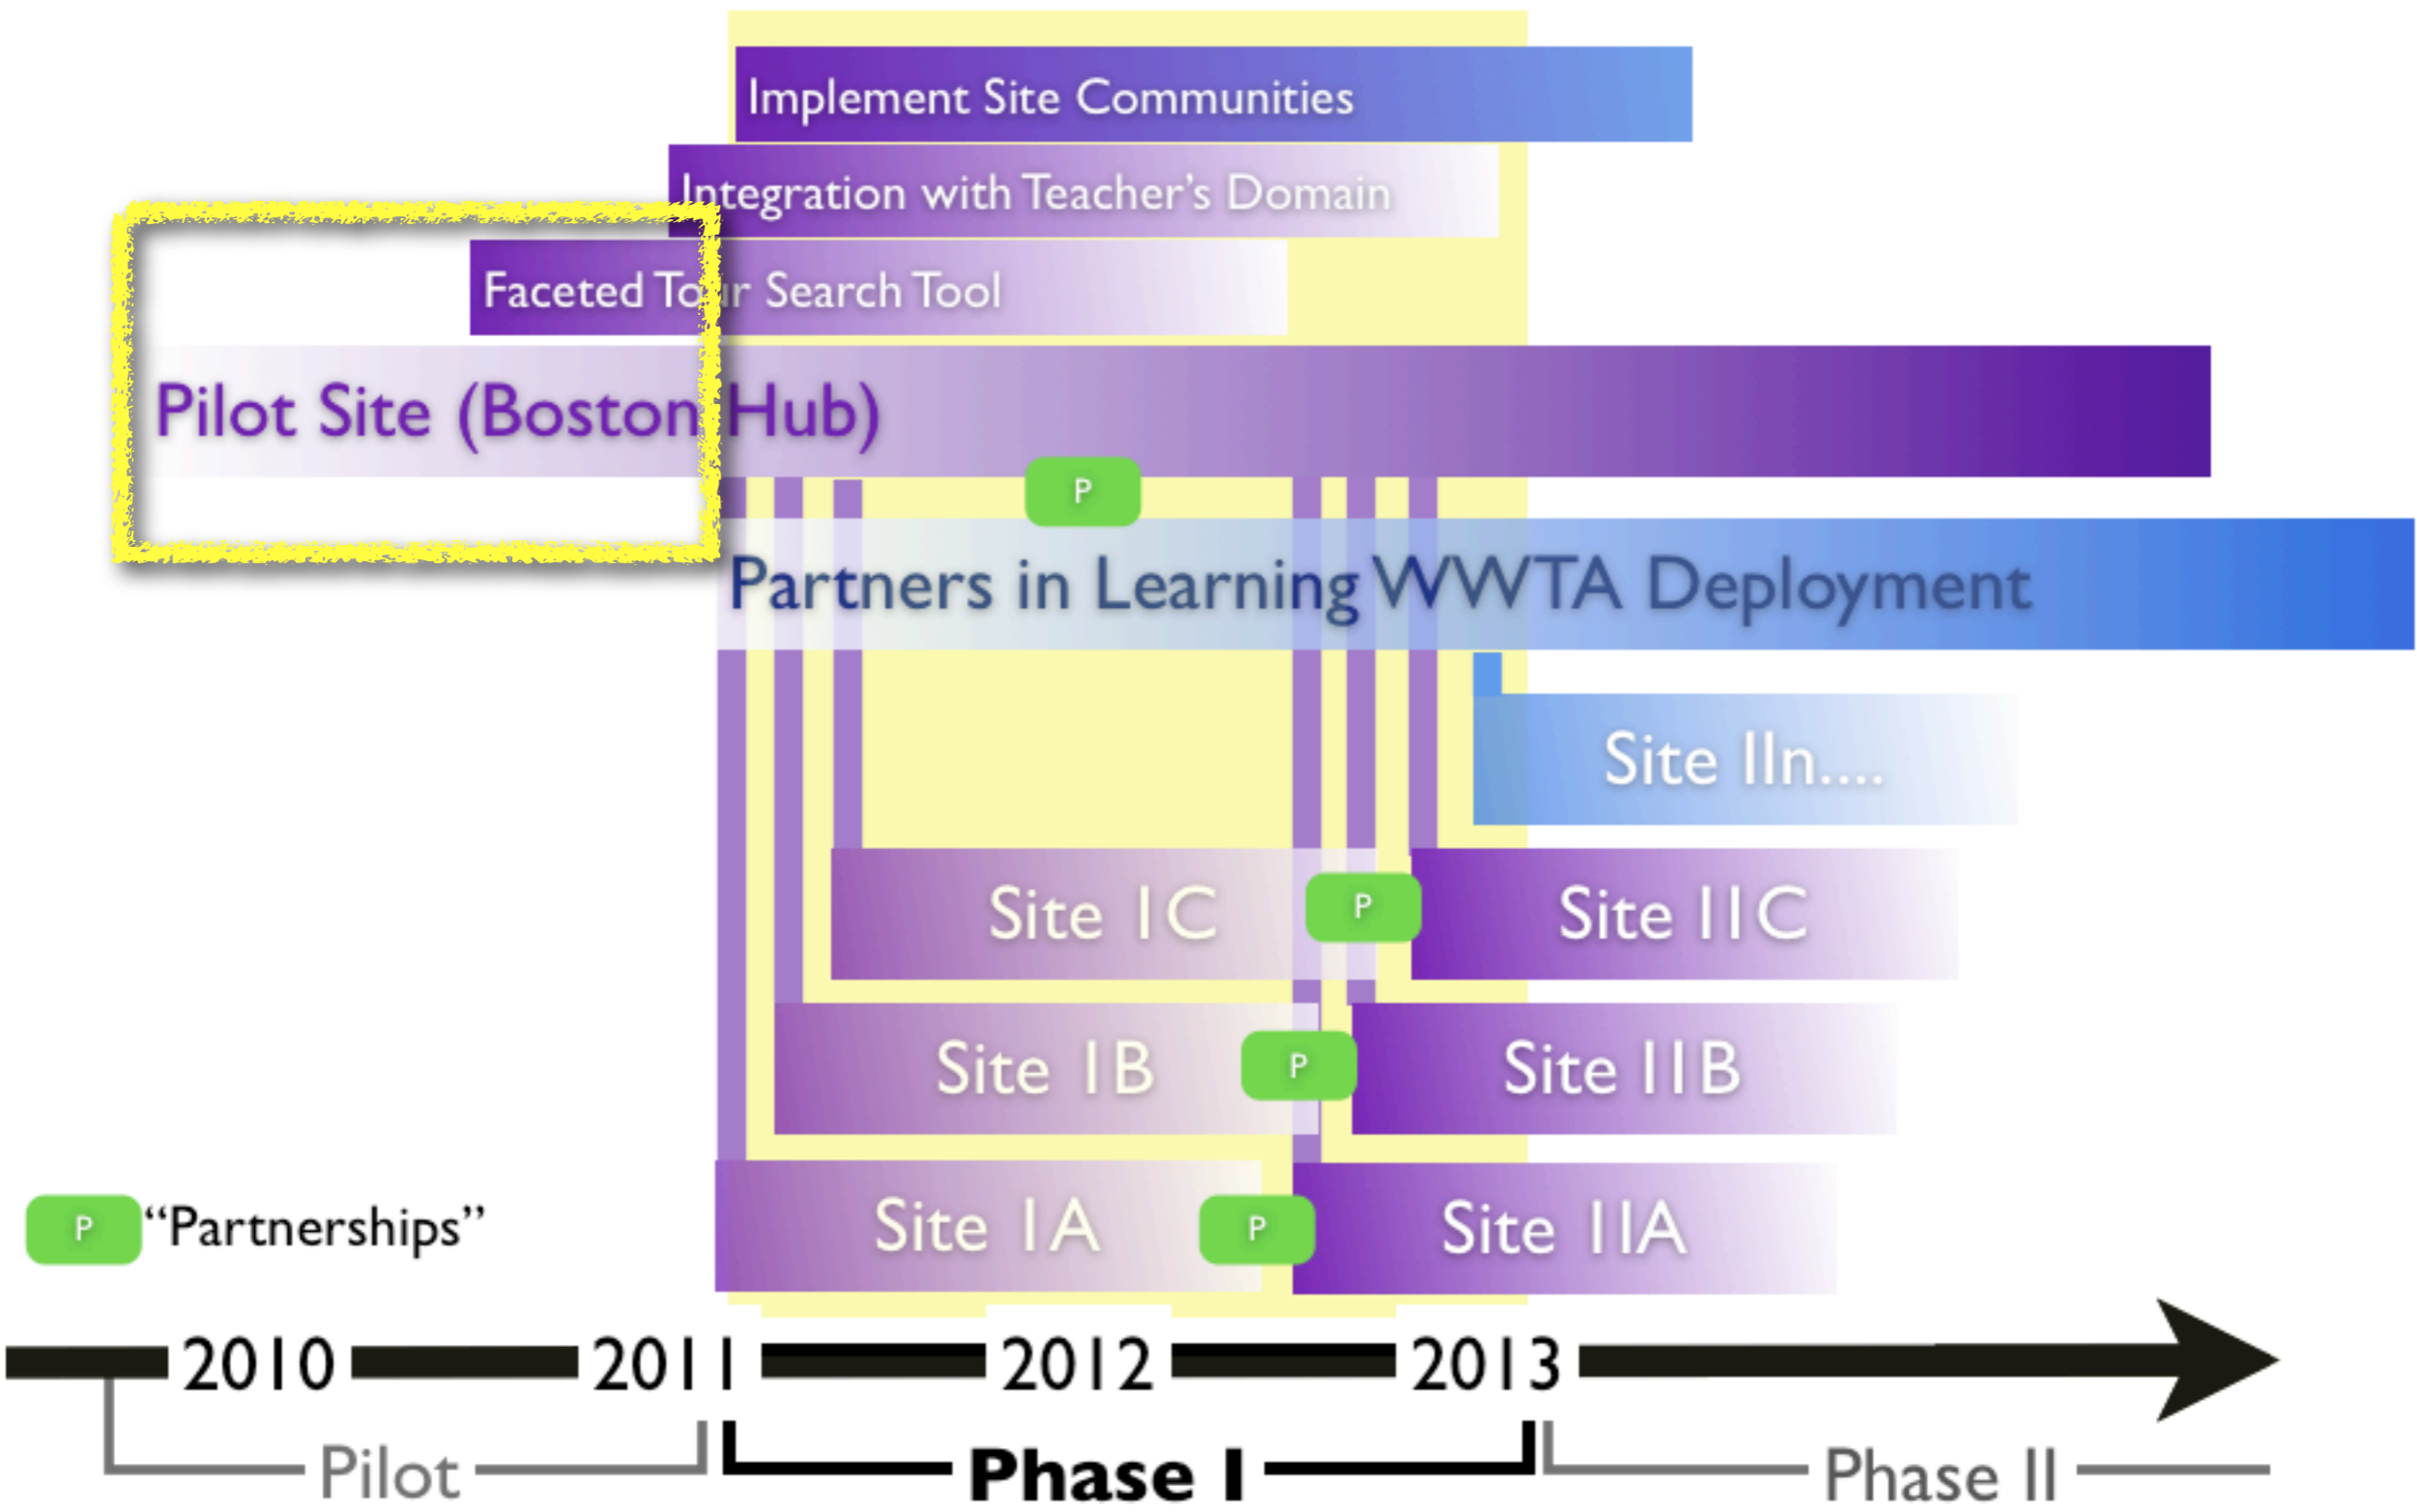 Implement Site Communities
Integration with Teacher's Domain
Faceted Tour Search Tool
Pilot Site (Boston Hub)
P
Partners in Learning WWTA Deployment
Site IIn....
Site 1C
P
Site 11C
Site 1B
P
Site 11B
P “Partnerships”
Site 1A
P
Site 11A
2010 2011 2012 2013
Pilot Phase I Phase II